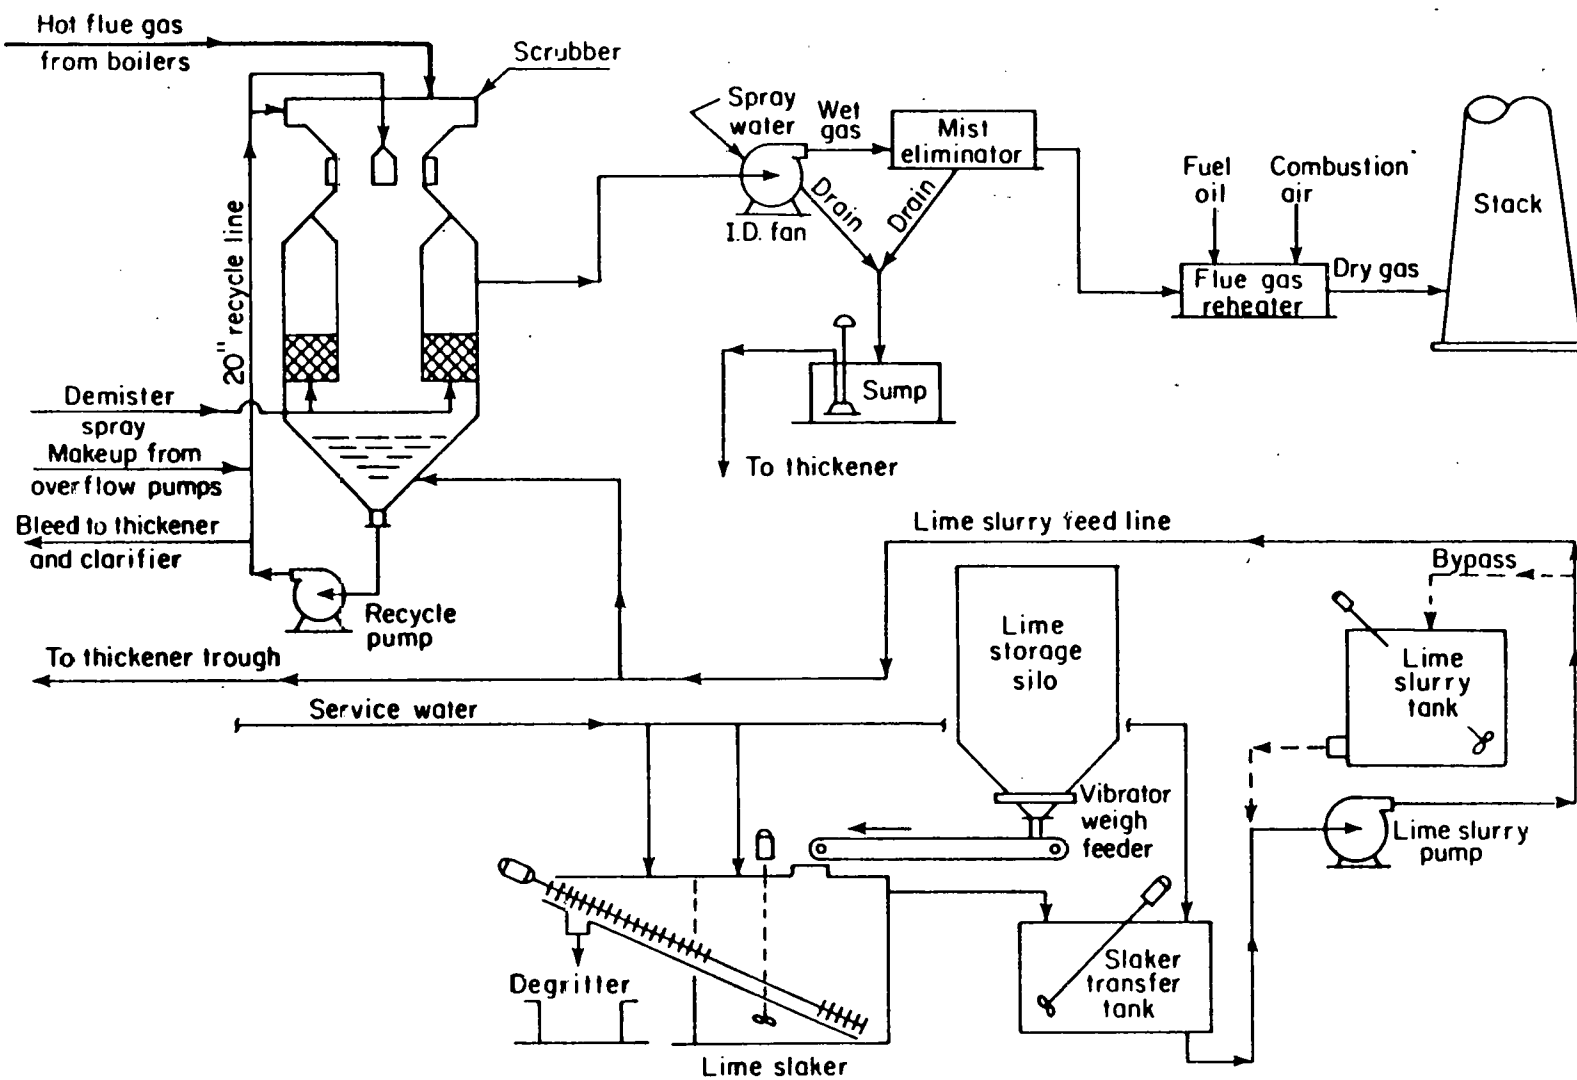 Hot flue gas
from boilers
Scrubber
Spray
water
Wet
gas
Mist
eliminator
Fuel
oil
Combustion
air
Stack
Drain
Drain
I.D. fan
Flue gas
reheater
Dry gas
20" recycle line
Sump
Demister
spray
Makeup from
overflow pumps
To thickener
Bleed to thickener
and clarifier
Lime slurry feed line
Bypass
Recycle
pump
Lime
storage
silo
Lime
slurry
tank
To thickener trough
Service water
Vibrator
weigh
feeder
Lime slurry
pump
Degritter
Slaker
transfer
tank
Lime slaker